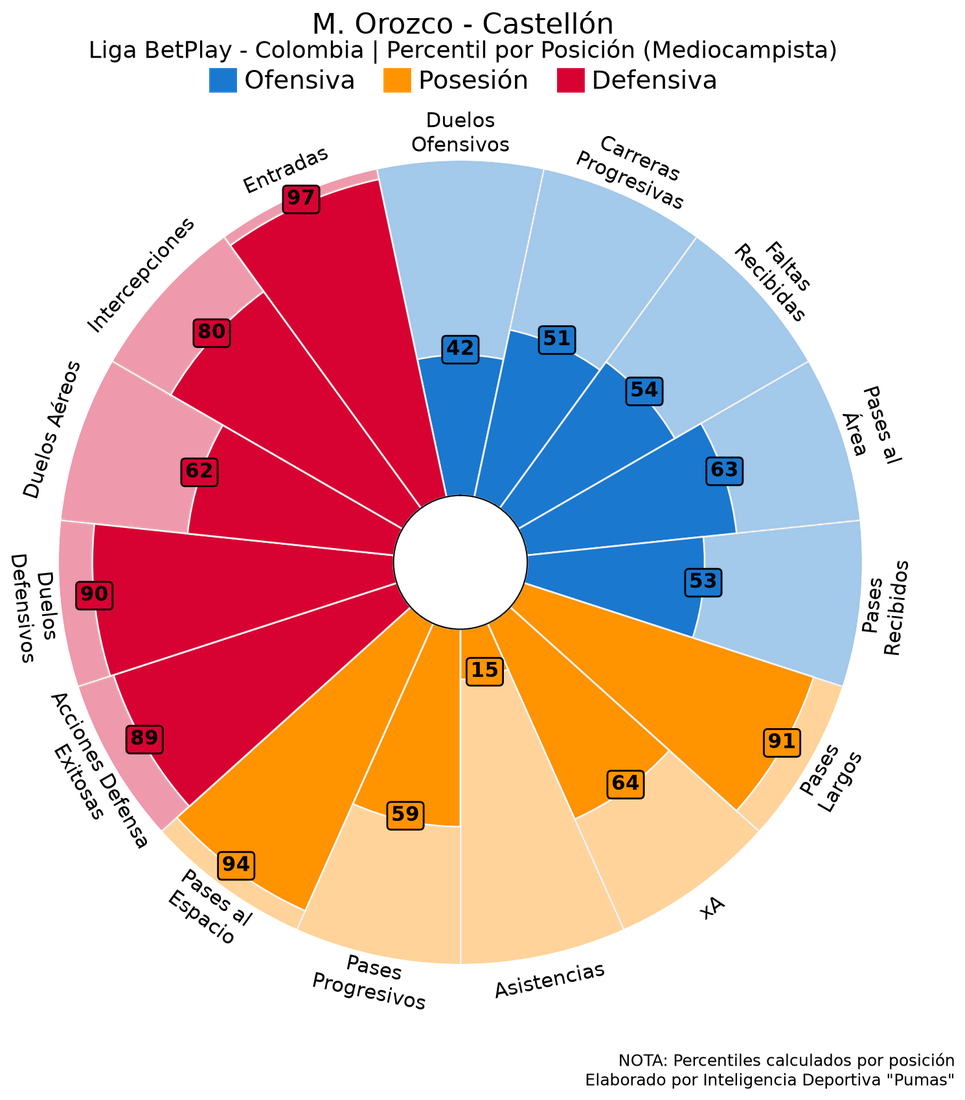 M. Orozco - Castellón
Liga BetPlay - Colombia | Percentil por Posición (Mediocampista)
Ofensiva Posesión Defensiva
Duelos
Ofensivos
42
Carreras
Progresivas
51
Faltas
Recibidas
54
Pases al
Área
63
Pases
Recibidos
53
Pases
Largos
91
xA
64
Asistencias
15
Pases
Progresivos
59
Pases al
Espacio
94
Acciones Defensa
Exitosas
89
Duelos
Defensivos
90
Duelos Aéreos
62
Intercepciones
80
Entradas
97
NOTA: Percentiles calculados por posición
Elaborado por Inteligencia Deportiva "Pumas"